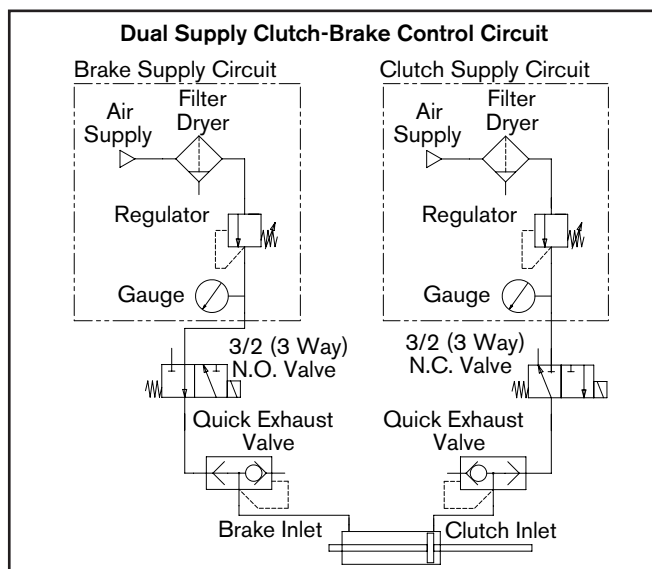 Dual Supply Clutch-Brake Control Circuit
Brake Supply Circuit
Air
Supply
Filter
Dryer
Regulator
Gauge
3/2 (3 Way)
N.O. Valve
Quick Exhaust
Valve
Brake Inlet
Clutch Supply Circuit
Air
Supply
Filter
Dryer
Regulator
Gauge
3/2 (3 Way)
N.C. Valve
Quick Exhaust
Valve
Clutch Inlet